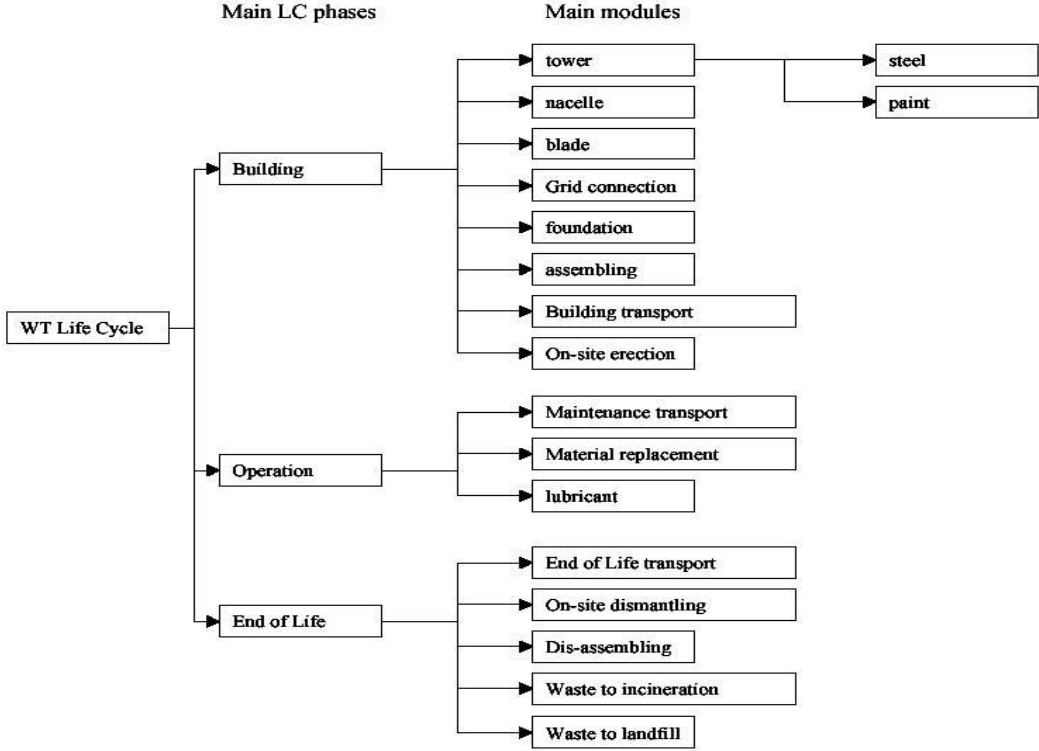 Main LC phases
Main modules
WT Life Cycle
Building
tower
steel
paint
nacelle
blade
Grid connection
foundation
assembling
Building transport
On-site erection
Operation
Maintenance transport
Material replacement
lubricant
End of Life
End of Life transport
On-site dismantling
Dis-assembling
Waste to incineration
Waste to landfill